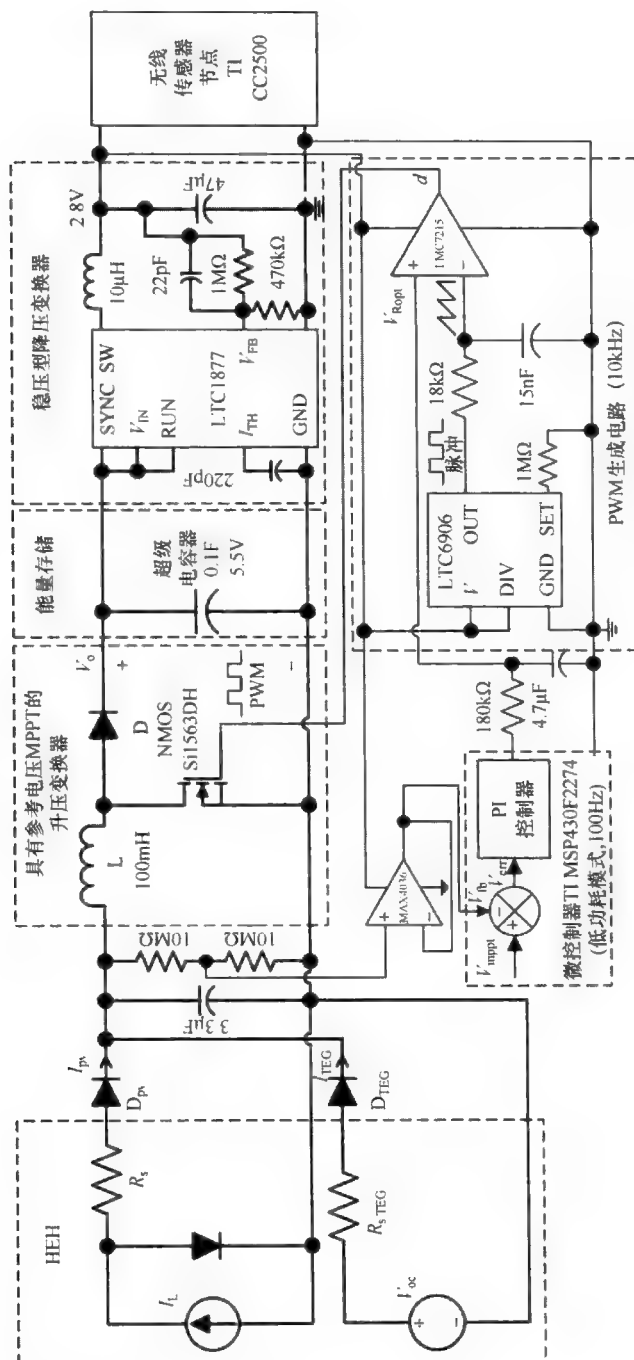 HEH
I_L
R_s
D_pv
I_pv
V_oc
R_s TEG
D_TEG
I_TEG
3 3μF
10MΩ
10MΩ
具有参考电压MPPT的
升压变换器
L
100mH
D
NMOS
Si1563DH
V_o
+
−
PWM
能量存储
超级
电容器
0.1F
5.5V
稳压型降压变换器
SYNC SW
V_IN
RUN
LTC1877
I_TH
V_FB
GND
220pF
10μH
2 8V
22pF
1MΩ
470kΩ
47μF
无线
传感器
节点
TI
CC2500
MAX4036
+
−
V_mppt
V_fb
V_err
+
−
PI
控制器
微控制器TI MSP430F2274
(低功耗模式,100Hz)
180kΩ
4.7μF
LTC6906
V
OUT
DIV
GND SET
1MΩ
脉冲
18kΩ
15nF
V_Ropt
+
−
d
PWM生成电路 (10kHz)